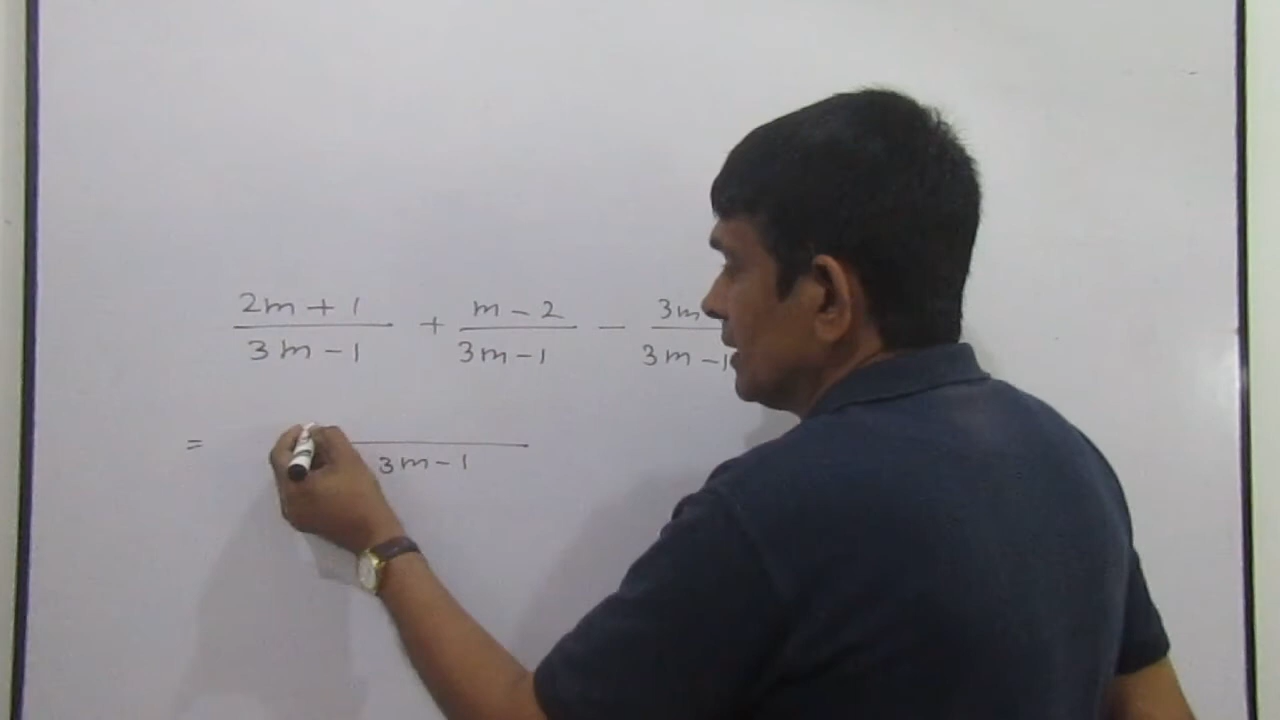 2m + 1 m - 2 3m
3m - 1 + 3m - 1 - 3m - 1
=
3m - 1